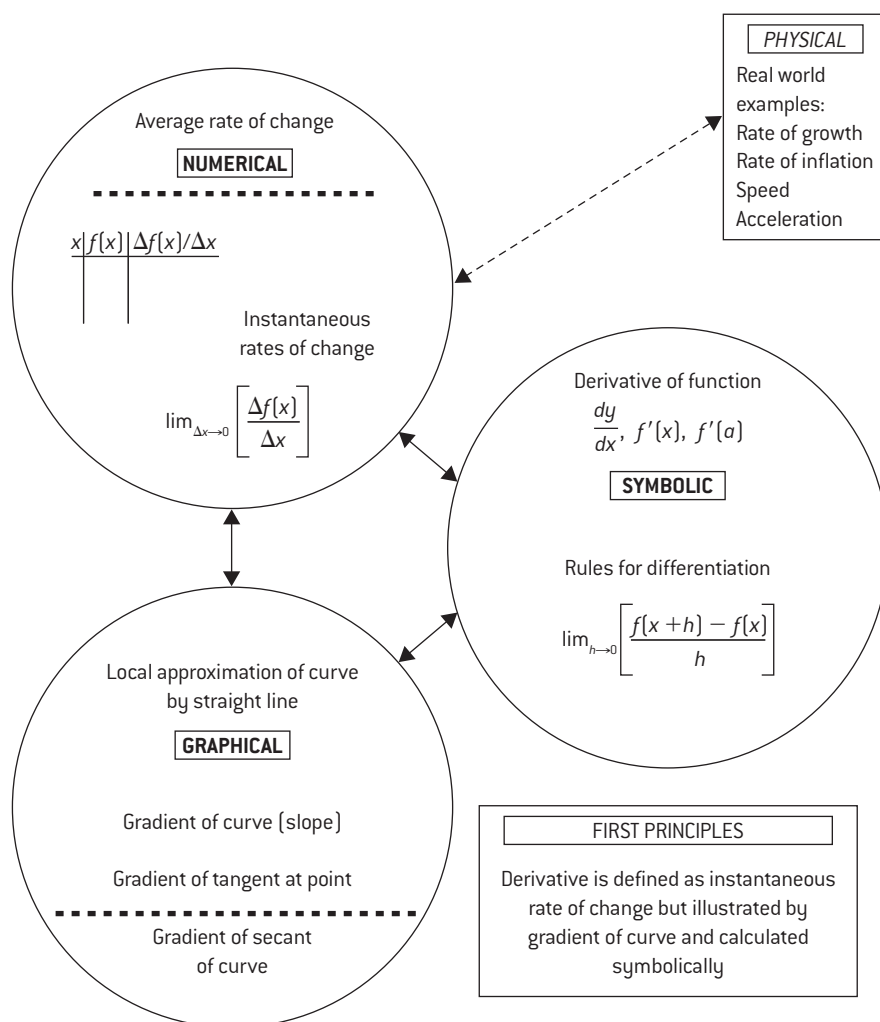 Average rate of change
NUMERICAL
x f(x) Δf(x)/Δx
Instantaneous
rates of change
lim Δx→0 [Δf(x)/Δx]
PHYSICAL
Real world
examples:
Rate of growth
Rate of inflation
Speed
Acceleration
Derivative of function
dy/dx, f′(x), f′(a)
SYMBOLIC
Rules for differentiation
lim h→0 [f(x+h) − f(x)/h]
Local approximation of curve
by straight line
GRAPHICAL
Gradient of curve (slope)
Gradient of tangent at point
Gradient of secant
of curve
FIRST PRINCIPLES
Derivative is defined as instantaneous
rate of change but illustrated by
gradient of curve and calculated
symbolically